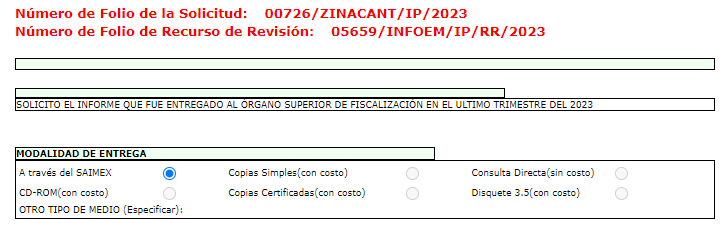 Número de Folio de la Solicitud: 00726/ZINACANT/IP/2023
Número de Folio de Recurso de Revisión: 05659/INFOEM/IP/RR/2023
SOLICITO EL INFORME QUE FUE ENTREGADO AL ÓRGANO SUPERIOR DE FISCALIZACIÓN EN EL ULTIMO TRIMESTRE DEL 2023
MODALIDAD DE ENTREGA
A través del SAIMEX Copias Simples(con costo) Consulta Directa(sin costo)
CD-ROM(con costo) Copias Certificadas(con costo) Disquete 3.5(con costo)
OTRO TIPO DE MEDIO (Especificar):